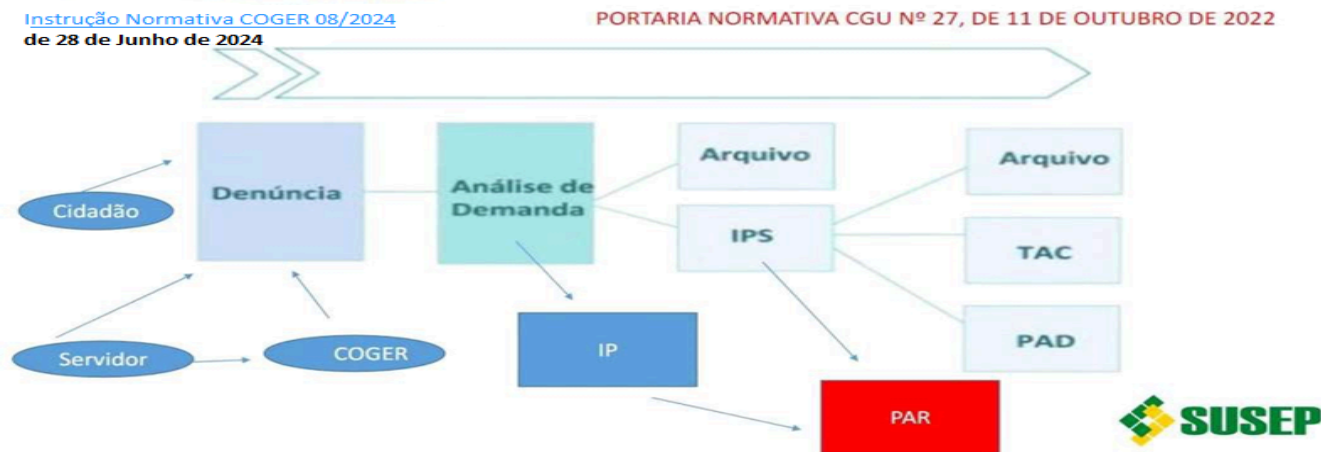 Instrução Normativa COGER 08/2024
de 28 de Junho de 2024
PORTARIA NORMATIVA CGU Nº 27, DE 11 DE OUTUBRO DE 2022
Cidadão
Denúncia
Análise de
Demanda
Arquivo
IPS
Arquivo
TAC
PAD
Servidor
COGER
IP
PAR
SUSEP